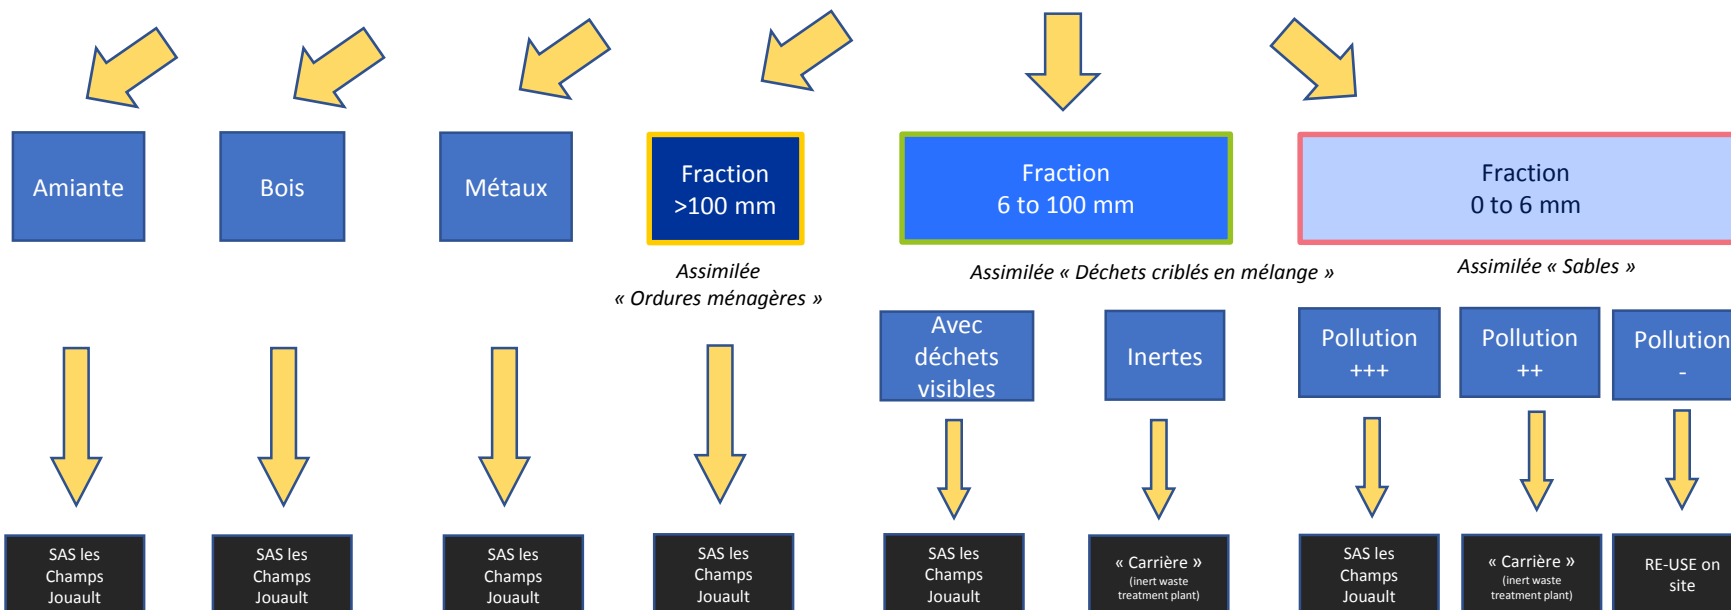 Amiante
Bois
Métaux
Fraction
>100 mm
Fraction
6 to 100 mm
Fraction
0 to 6 mm
Assimilée
« Ordures ménagères »
Assimilée « Déchets criblés en mélange »
Assimilée « Sables »
Avec
déchets
visibles
Inertes
Pollution
+++
Pollution
++
Pollution
-
SAS les
Champs
Jouault
SAS les
Champs
Jouault
SAS les
Champs
Jouault
SAS les
Champs
Jouault
SAS les
Champs
Jouault
« Carrière »
(inert waste
treatment plant)
SAS les
Champs
Jouault
« Carrière »
(inert waste
treatment plant)
RE-USE on
site